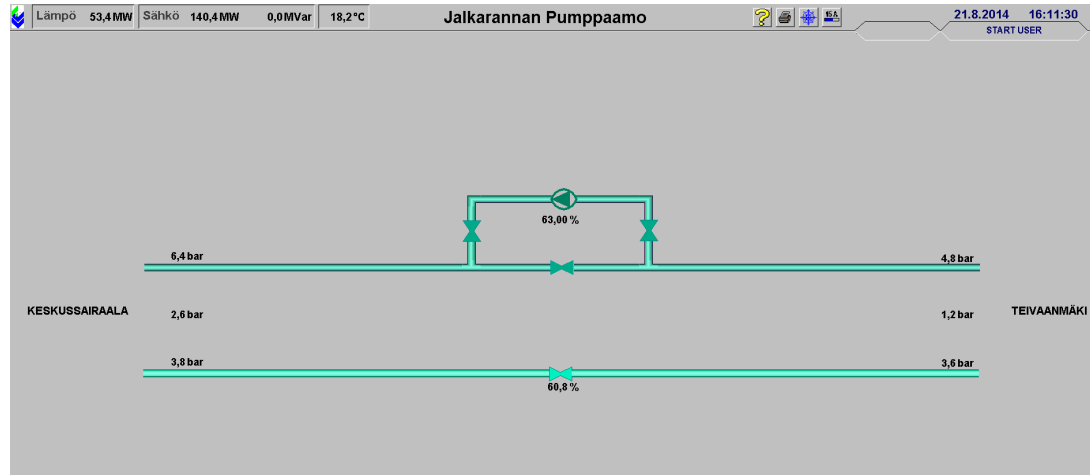 Lämpö 53,4 MW Sähkö 140,4 MW 0,0 MVar 18,2°C Jalkarannan Pumppaamo ? 15A 21.8.2014 16:11:30
START USER
63,00 %
6,4 bar 4,8 bar
KESKUSSAIRAALA 2,6 bar 1,2 bar TEIVAANMÄKI
3,8 bar 3,6 bar
60,8 %